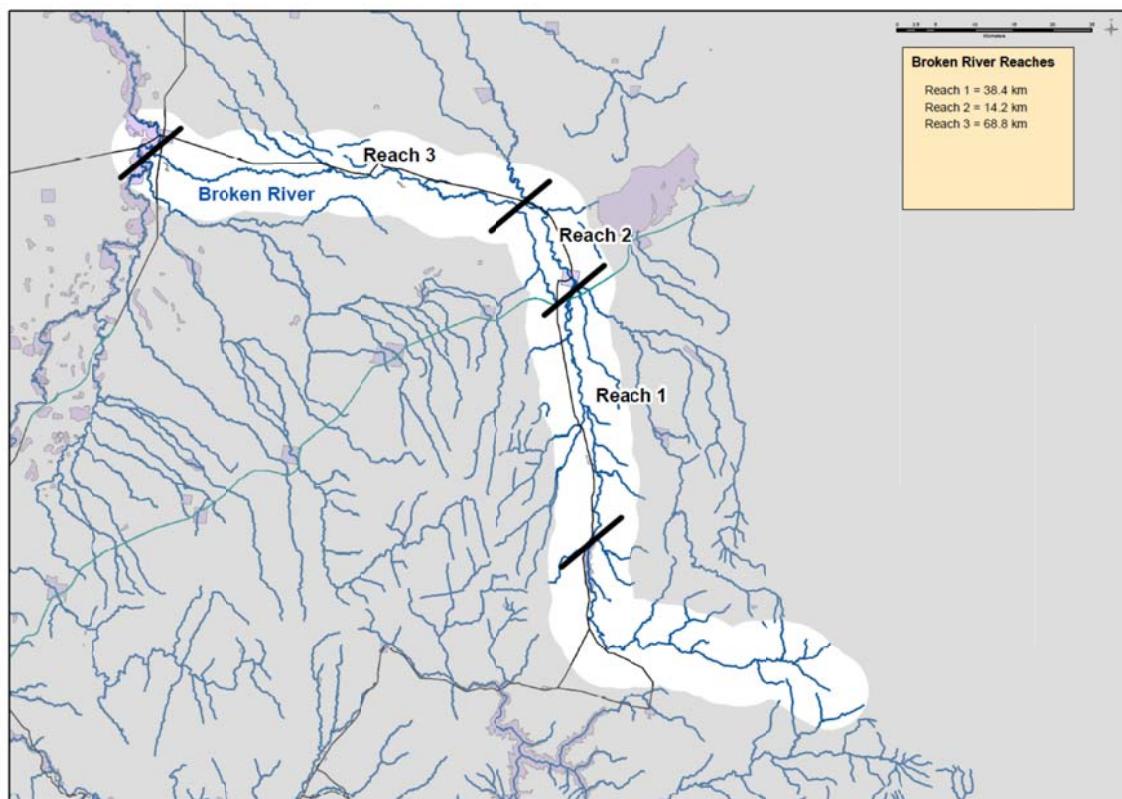 Broken River Reaches
Reach 1 = 38.4 km
Reach 2 = 14.2 km
Reach 3 = 68.8 km
Reach 3
Broken River
Reach 2
Reach 1